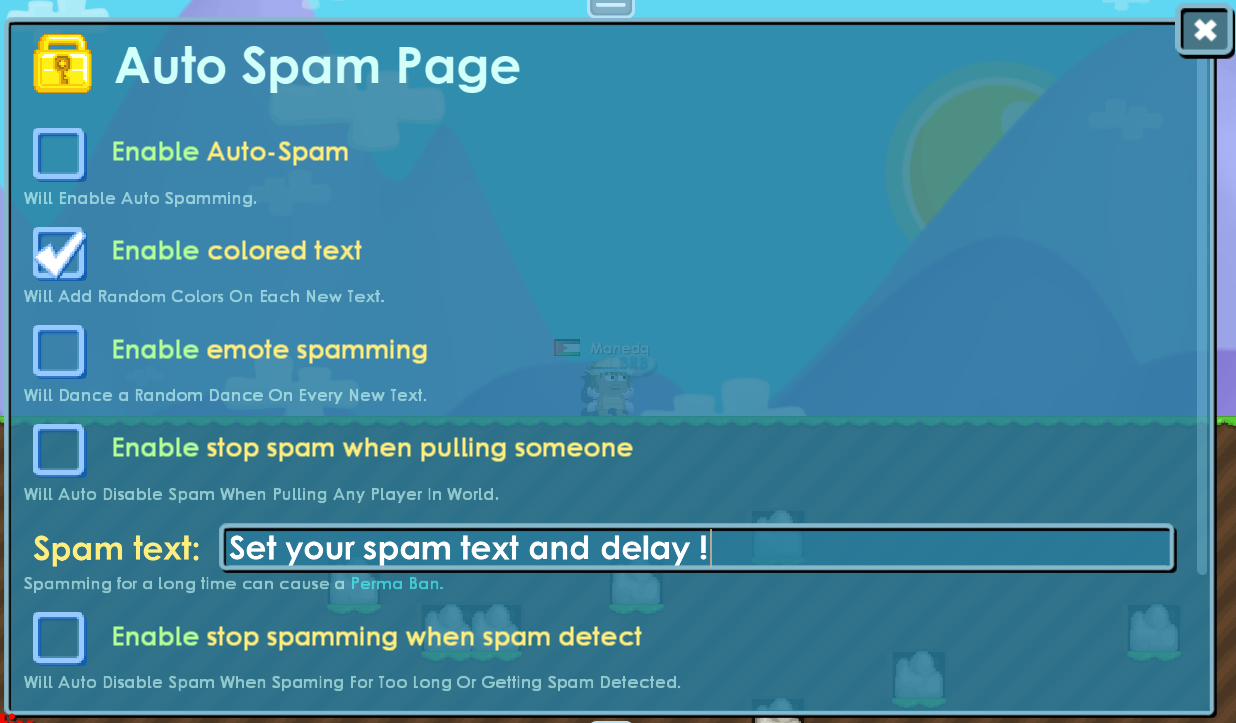 Auto Spam Page
Enable Auto-Spam
Will Enable Auto Spamming.
Enable colored text
Will Add Random Colors On Each New Text.
Enable emote spamming
Will Dance a Random Dance On Every New Text.
Manedq
Enable stop spam when pulling someone
Will Auto Disable Spam When Pulling Any Player In World.
Spam text: Set your spam text and delay !
Spamming for a long time can cause a Perma Ban.
Enable stop spamming when spam detect
Will Auto Disable Spam When Spaming For Too Long Or Getting Spam Detected.